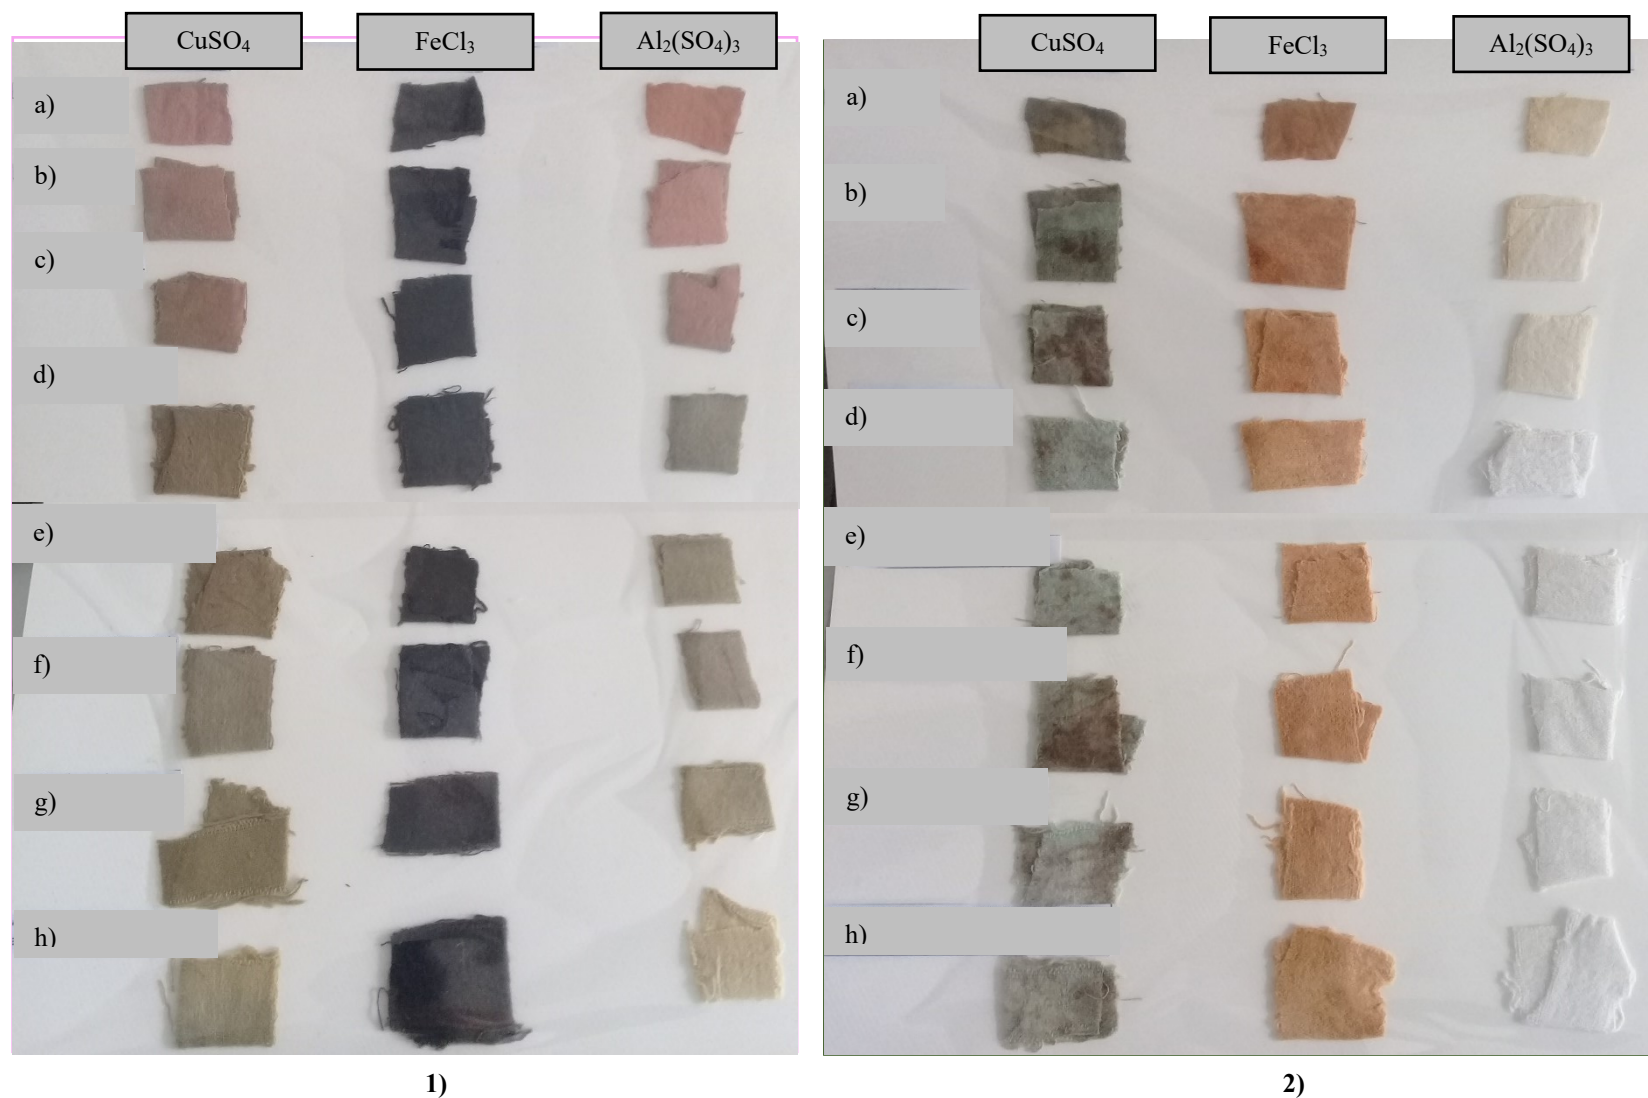 CuSO₄ FeCl₃ Al₂(SO₄)₃
a)
b)
c)
d)
e)
f)
g)
h)
1)
CuSO₄ FeCl₃ Al₂(SO₄)₃
a)
b)
c)
d)
e)
f)
g)
h)
2)